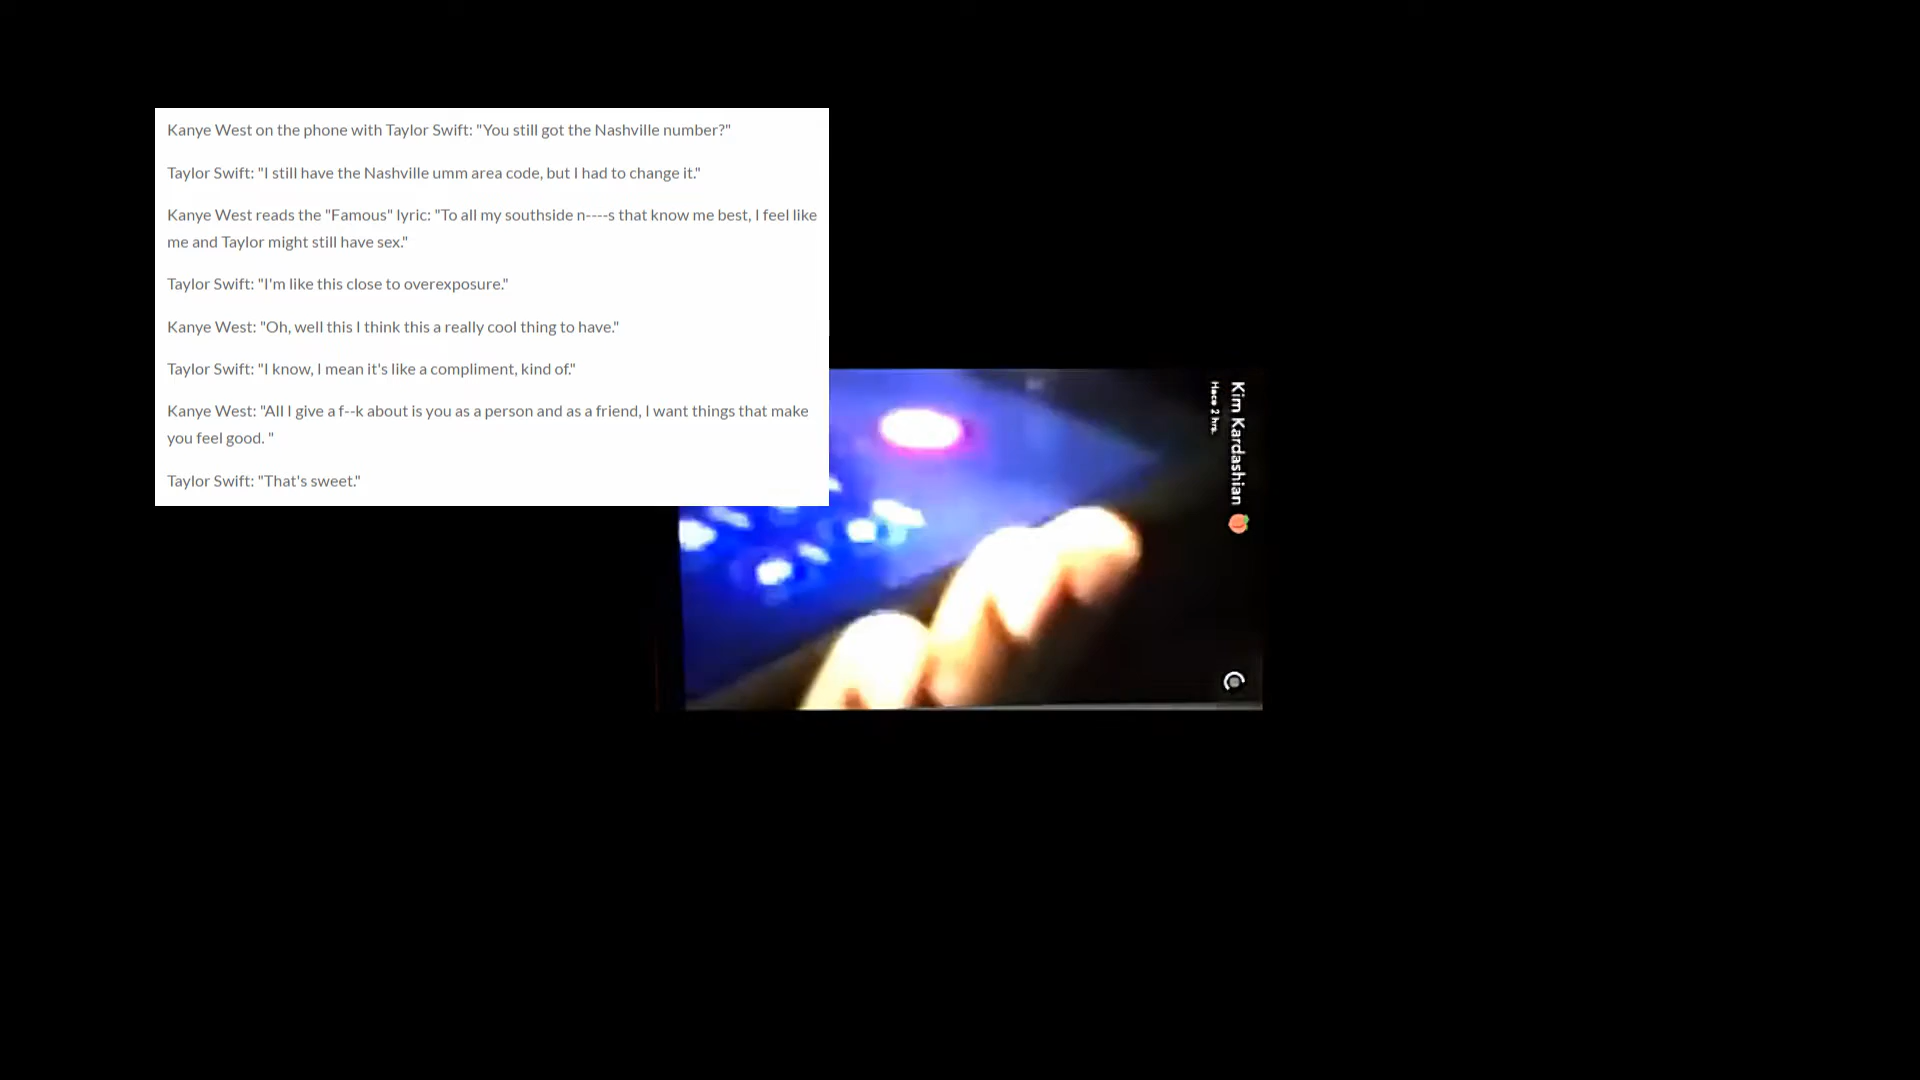 Kanye West on the phone with Taylor Swift: "You still got the Nashville number?"
Taylor Swift: "I still have the Nashville umm area code, but I had to change it."
Kanye West reads the "Famous" lyric: "To all my southside n----s that know me best, I feel like
me and Taylor might still have sex."
Taylor Swift: "I'm like this close to overexposure."
Kanye West: "Oh, well this I think this a really cool thing to have."
Taylor Swift: "I know, I mean it's like a compliment, kind of."
Kanye West: "All I give a f--k about is you as a person and as a friend, I want things that make
you feel good. "
Taylor Swift: "That's sweet."
Kim Kardashian 🍑
Hace 2 hrs.